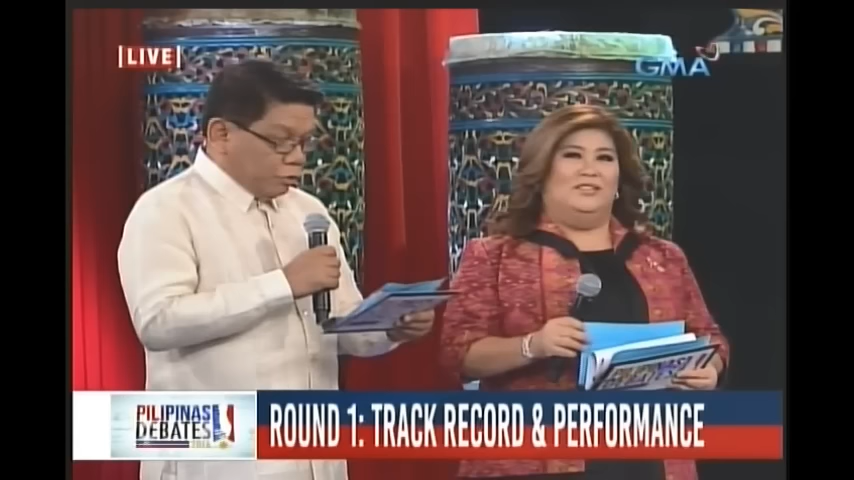 LIVE
GMA
PILIPINAS
DEBATES
2016
ROUND 1: TRACK RECORD & PERFORMANCE